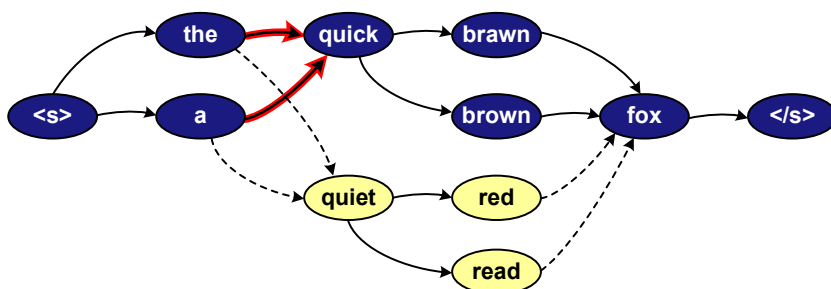 the quick brawn
<s> a brown fox </s>
quiet red
read